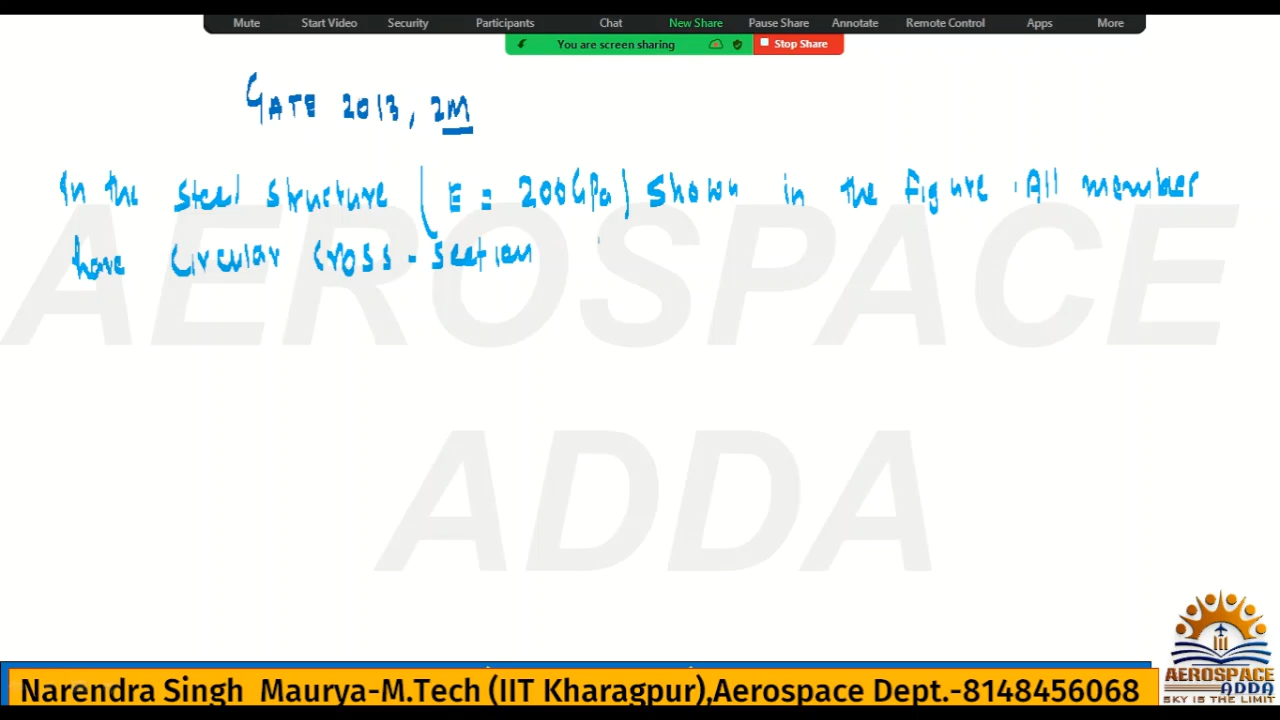 Mute Start Video Security Participants Chat New Share Pause Share Annotate Remote Control Apps More
You are screen sharing Stop Share
GATE 2013, 2M
In the steel structure (E = 200GPa) shown in the figure . All member
have circular cross - section
AEROSPACE
ADDA
AEROSPACE
ADDA
SKY IS THE LIMIT
Narendra Singh Maurya-M.Tech (IIT Kharagpur),Aerospace Dept.-8148456068